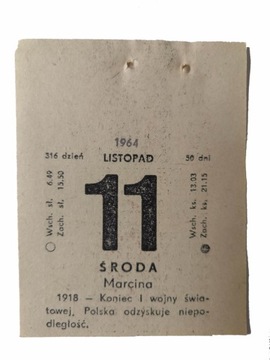 1964
316 dzień LISTOPAD 50 dni
Wsch. sł. 6.49
Zach. sł. 15,50
11
Wsch. ks. 13.03
Zach. ks. 21.15
ŚRODA
Marcina
1918 — Koniec I wojny świa-
towej, Polska odzyskuje niepo-
dległość.